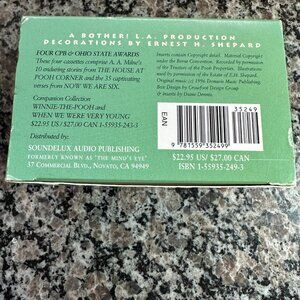 A BOTHER! L.A. PRODUCTION
DECORATIONS BY ERNEST H. SHEPARD
FOUR CPB & OHIO STATE AWARDS
These four cassettes comprise A. A. Milne's
10 enduring stories from THE HOUSE AT
POOH CORNER and the 35 captivating
verses from NOW WE ARE SIX.
Companion Collection
WINNIE-THE-POOH and
WHEN WE WERE VERY YOUNG
$22.95 US/ $27.00 CAN 1-55935-243-
Distributed by:
SOUNDELUX AUDIO PUBLISHING
FORMERLY KNOWN AS "THE MIND'S EYE"
37 COMMERCIAL BLVD., NOVATO, CA 94949
Inserts contain Copyright detail. Material Copyright under
the Berne Convention. Recorded by permission
of the Trustees of the Pooh Properties. Illustrations used
by permission of the Estate of E.H. Shepard.
Original music (c) 1996 Dominic Music Publishing
Box Design by Crowfoot Design Group
& inserts by Diane Dennis.
35249
EAN
9 781559 352499
$22.95 US/ $27.00 CAN
ISBN 1-55935-249-3